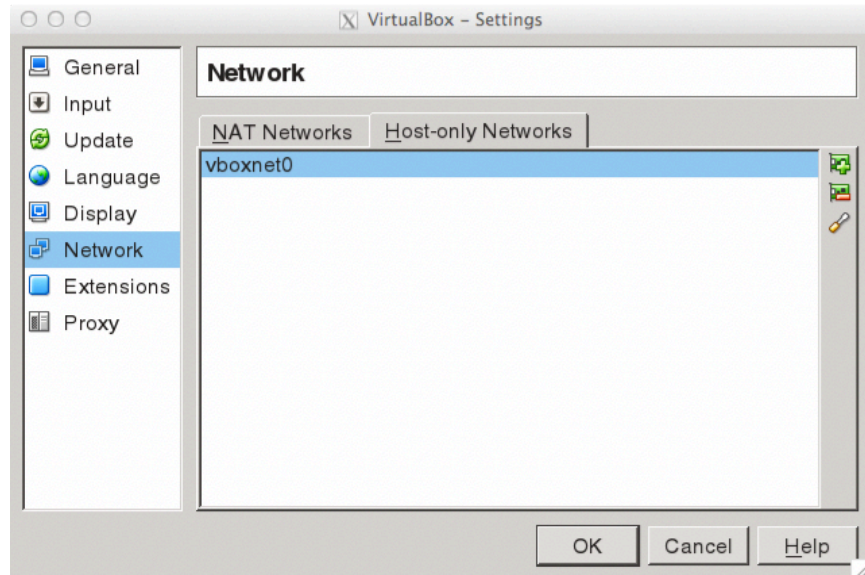 VirtualBox – Settings
General
Input
Update
Language
Display
Network
Extensions
Proxy
Network
NAT Networks
Host-only Networks
vboxnet0
OK
Cancel
Help